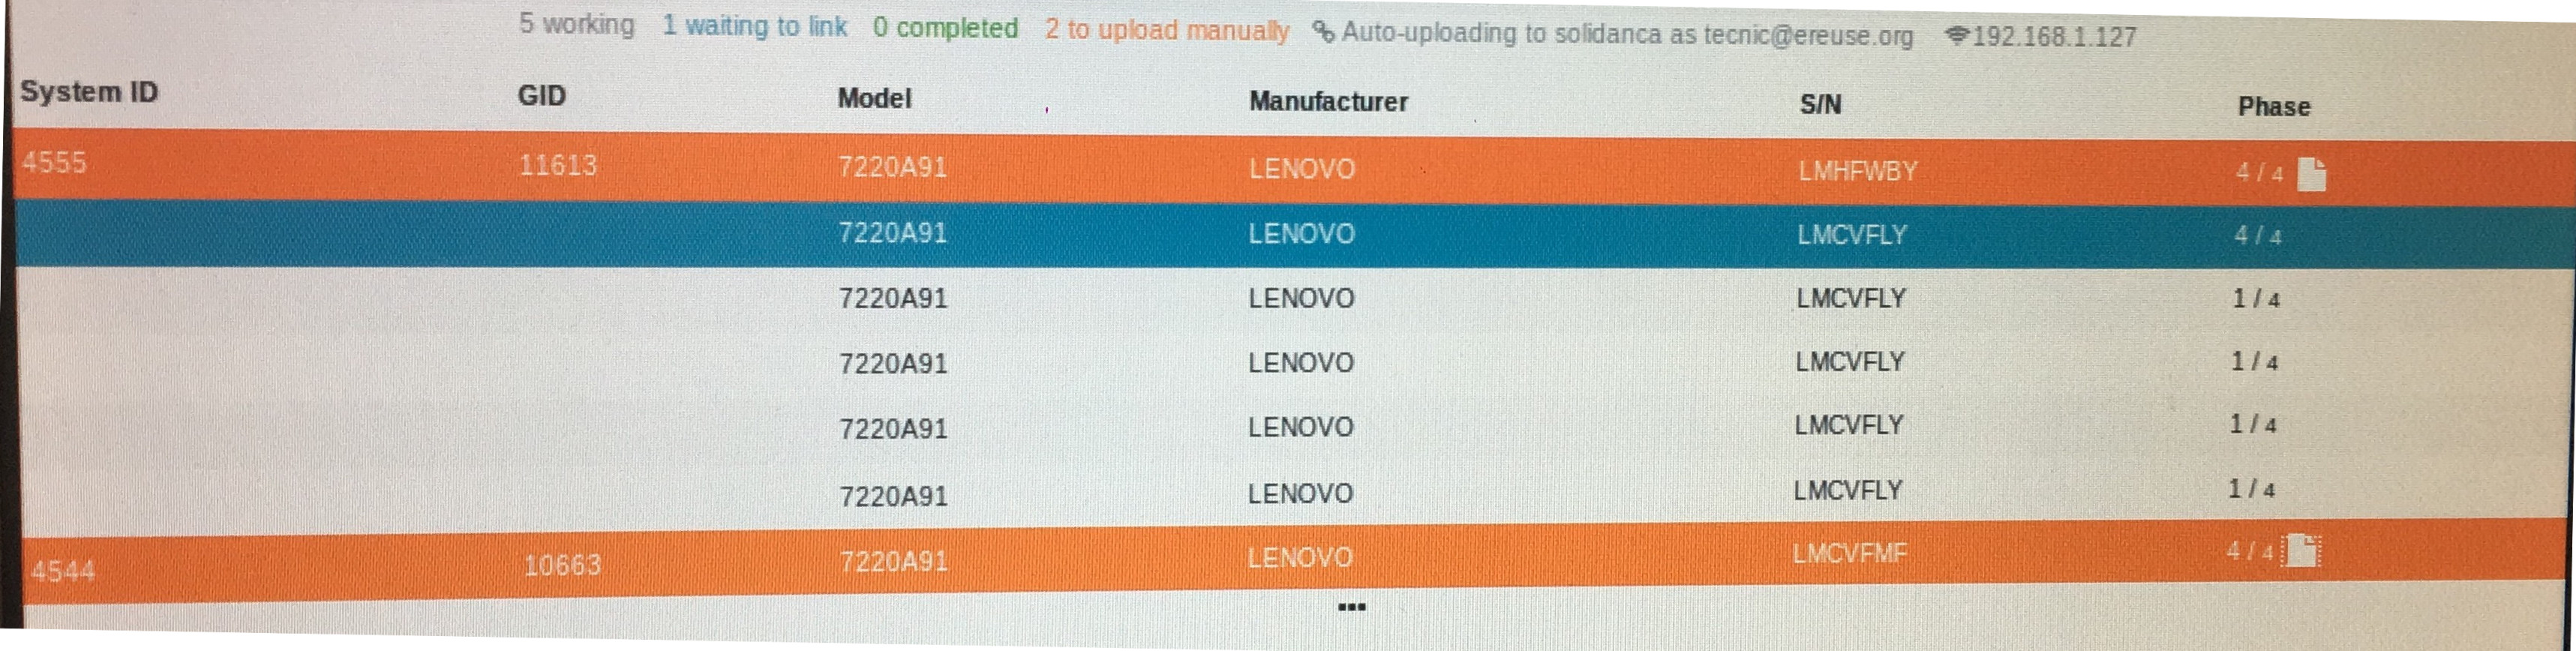 5 working 1 waiting to link 0 completed 2 to upload manually Auto-uploading to solidanca as tecnic@ereuse.org 192.168.1.127
System ID GID Model Manufacturer S/N Phase
4555 11613 7220A91 LENOVO LMHFWBY 4 / 4
7220A91 LENOVO LMCVFLY 4 / 4
7220A91 LENOVO LMCVFLY 1 / 4
7220A91 LENOVO LMCVFLY 1 / 4
7220A91 LENOVO LMCVFLY 1 / 4
7220A91 LENOVO LMCVFLY 1 / 4
4544 10663 7220A91 LENOVO LMCVFMF 4 / 4
...